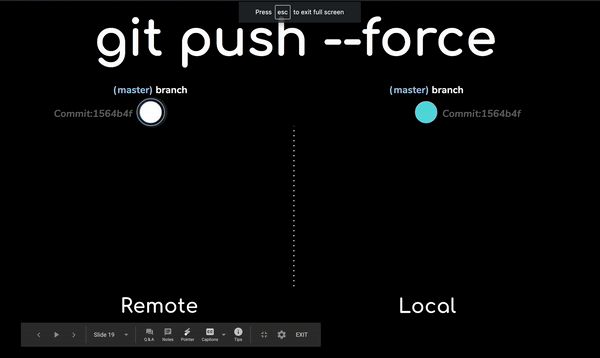 Press esc to exit full screen
git push --force
(master) branch
(master) branch
Commit:1564b4f
Commit:1564b4f
Remote
Local
Slide 19
Q & A
Notes
Pointer
CC
Captions
Tips
EXIT